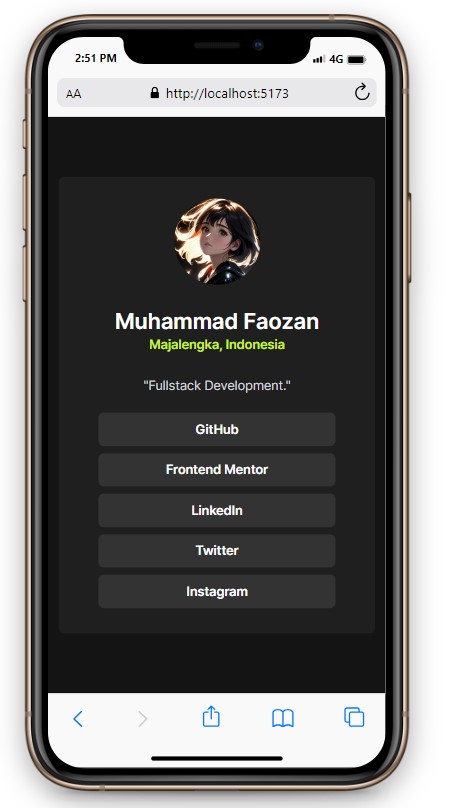 2:51 PM
4G
AA
http://localhost:5173
Muhammad Faozan
Majalengka, Indonesia
"Fullstack Development."
GitHub
Frontend Mentor
LinkedIn
Twitter
Instagram